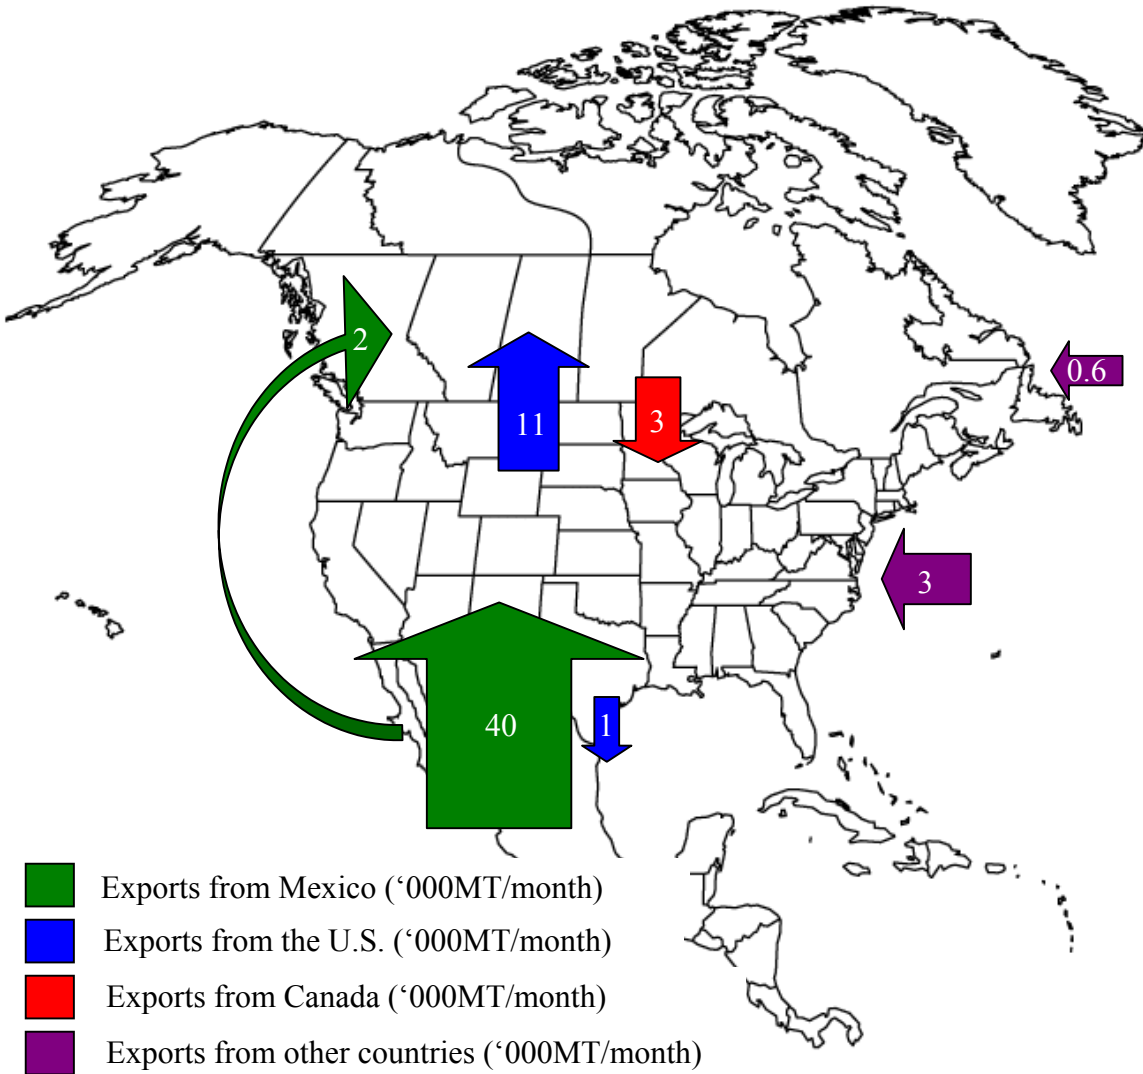 2
0.6
11
3
3
40
1
Exports from Mexico (‘000MT/month)
Exports from the U.S. (‘000MT/month)
Exports from Canada (‘000MT/month)
Exports from other countries (‘000MT/month)